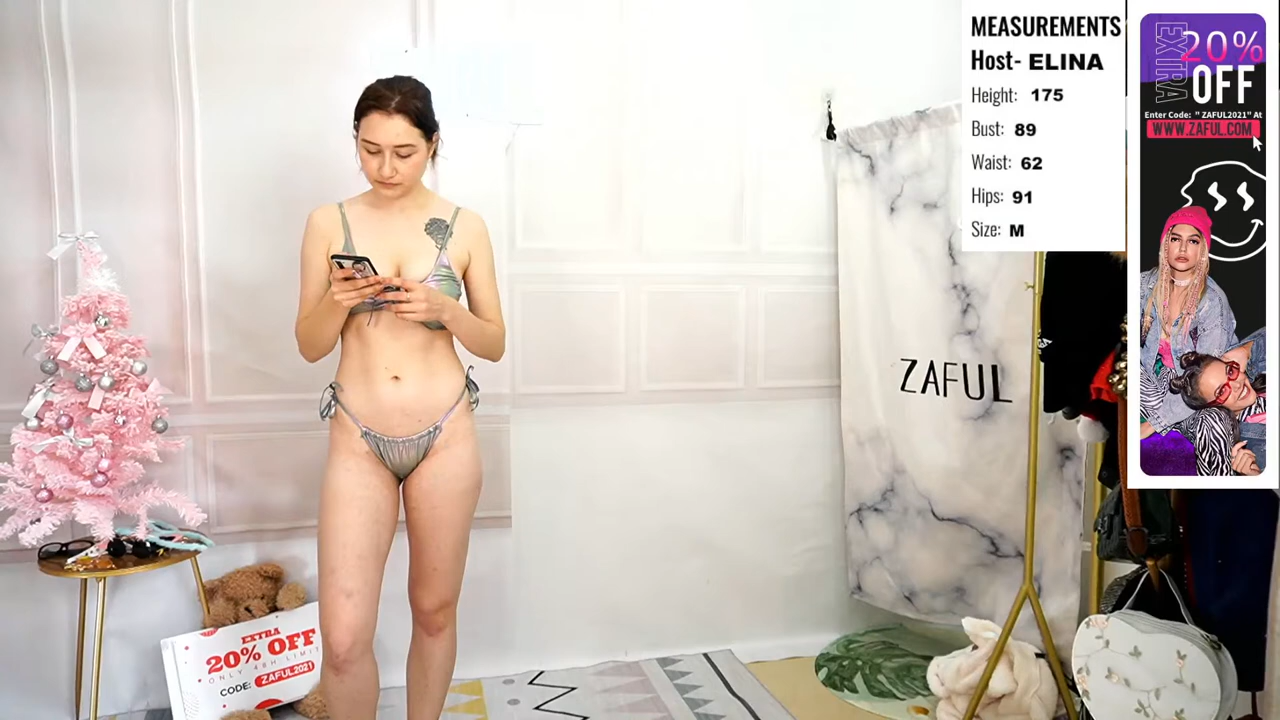 MEASUREMENTS
Host- ELINA
Height: 175
Bust: 89
Waist: 62
Hips: 91
Size: M
EXTRA
20%
OFF
Enter Code: "ZAFUL2021" At
WWW.ZAFUL.COM
ZAFUL
EXTRA
20% OFF
ONLY 48H LIMIT
CODE: ZAFUL2021